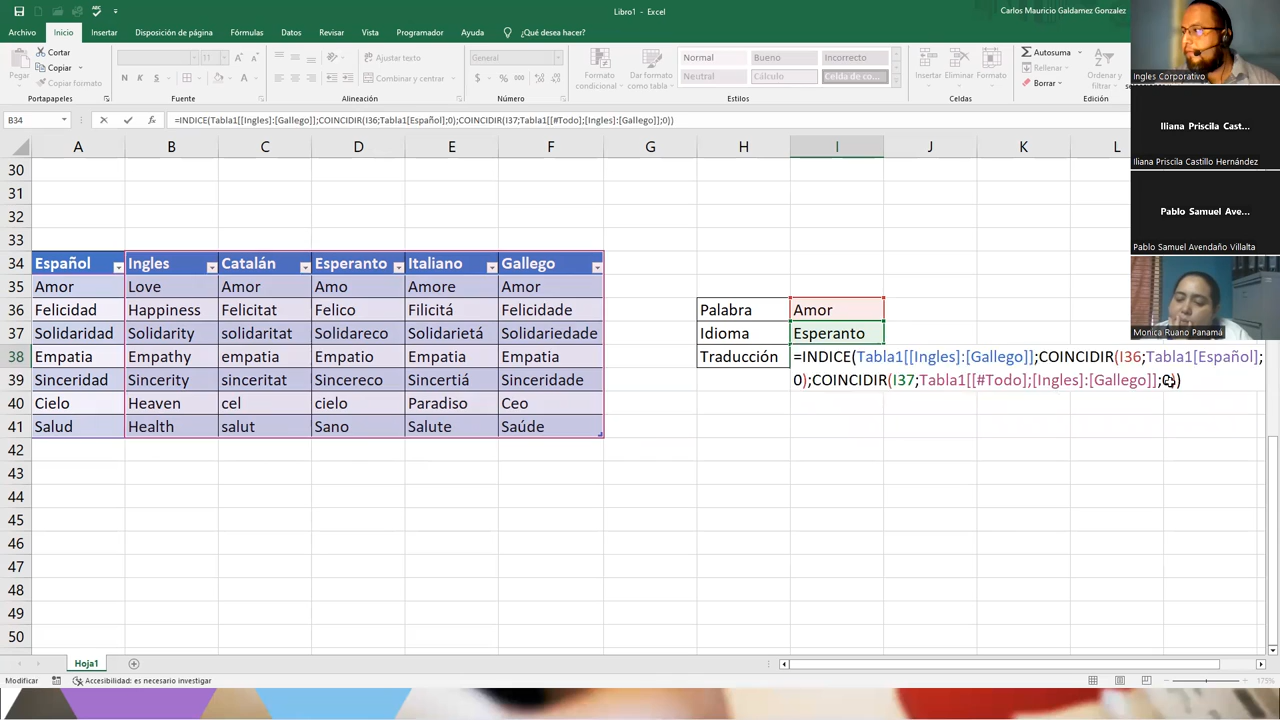 Libro1 - Excel
Carlos Mauricio Galdamez Gonzalez
Archivo Inicio Insertar Disposición de página Fórmulas Datos Revisar Vista Programador Ayuda ¿Qué desea hacer?
Pegar
Cortar
Copiar
Copiar formato
Portapapeles
11
N K S
Fuente
Ajustar texto
Combinar y centrar
Alineación
General
$ % 000
Número
Formato condicional
Dar formato como tabla
Normal Bueno Incorrecto
Neutral Cálculo Celda de co...
Estilos
Insertar Eliminar Formato
Celdas
Autosuma
Rellenar
Borrar
Ordenar y filtrar
Edición
B34
=INDICE(Tabla1[[Ingles]:[Gallego]];COINCIDIR(I36;Tabla1[Español];0);COINCIDIR(I37;Tabla1[[#Todo];[Ingles]:[Gallego]];0))
A B C D E F G H I J K L
30
31
32
33
34 Español Ingles Catalán Esperanto Italiano Gallego
35 Amor Love Amor Amo Amore Amor
36 Felicidad Happiness Felicitat Felico Filicitá Felicidade Palabra Amor
37 Solidaridad Solidarity solidaritat Solidareco Solidarietá Solidariedade Idioma Esperanto
38 Empatia Empathy empatia Empatio Empatia Empatia Traducción =INDICE(Tabla1[[Ingles]:[Gallego]];COINCIDIR(I36;Tabla1[Español];
39 Sinceridad Sincerity sinceritat Sincereco Sincertiá Sinceridade 0);COINCIDIR(I37;Tabla1[[#Todo];[Ingles]:[Gallego]];0))
40 Cielo Heaven cel cielo Paradiso Ceo
41 Salud Health salut Sano Salute Saúde
42
43
44
45
46
47
48
49
50
Hoja1
Modificar
Accesibilidad: es necesario investigar
175%
Ingles Corporativo
Iliana Priscila Cast...
Iliana Priscila Castillo Hernández
Pablo Samuel Ave...
Pablo Samuel Avendaño Villalta
Monica Ruano Panamá